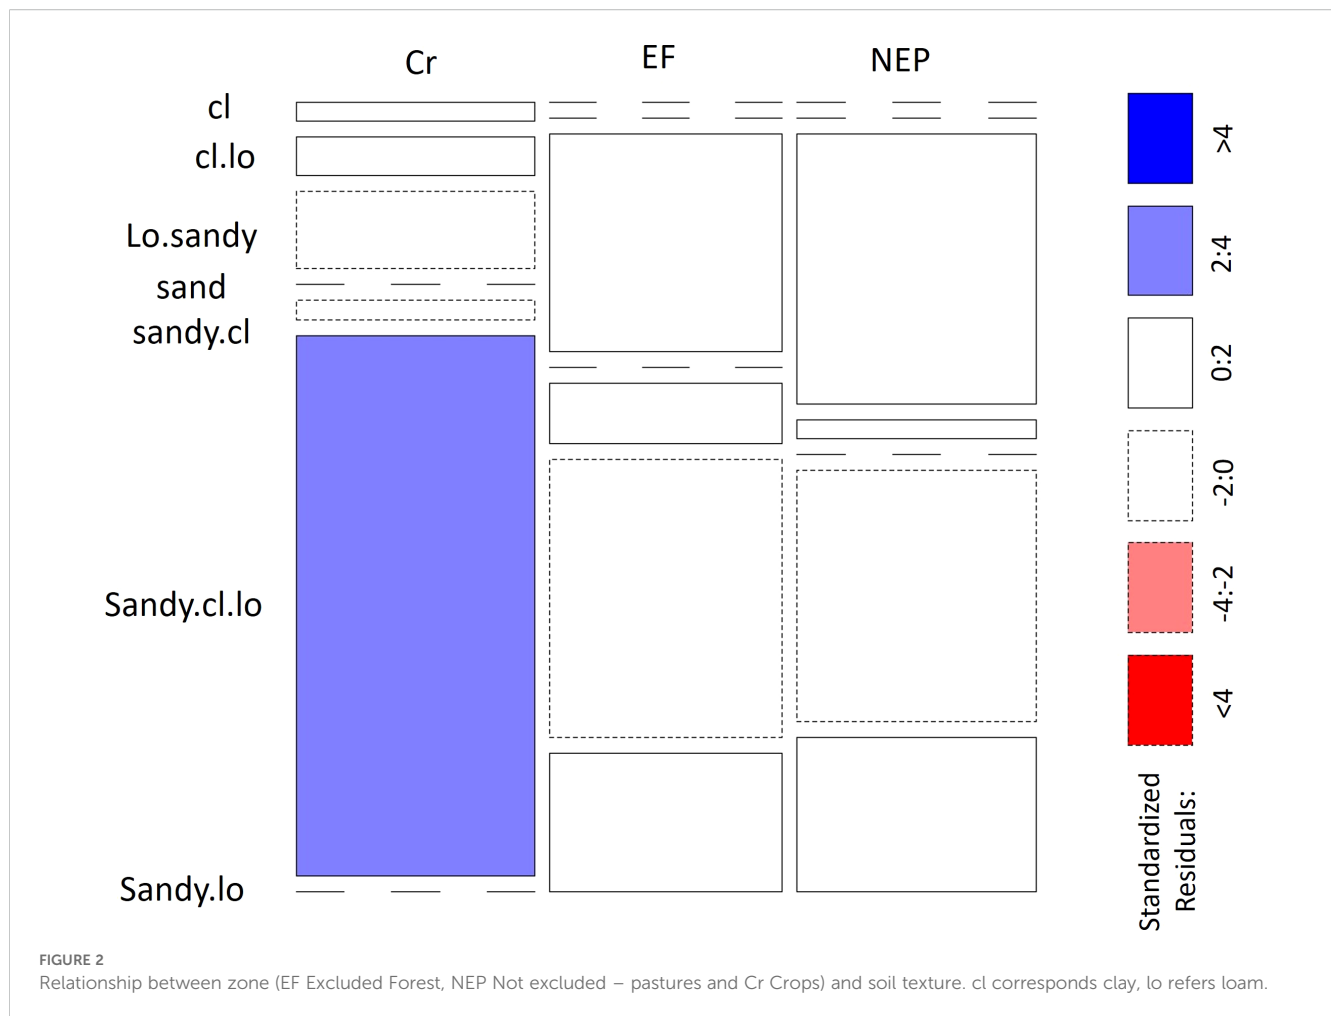 Cr
EF
NEP
cl
cl.lo
Lo.sandy
sand
sandy.cl
Sandy.cl.lo
Sandy.lo
>4
2:4
0:2
-2:0
-4:-2
<4
Standardized
Residuals:
FIGURE 2
Relationship between zone (EF Excluded Forest, NEP Not excluded – pastures and Cr Crops) and soil texture. cl corresponds clay, lo refers loam.